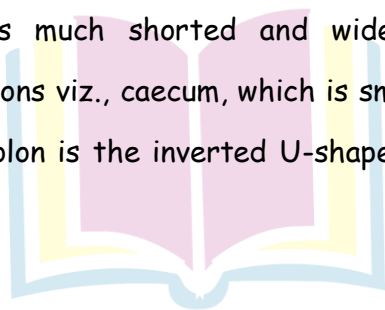 s much shorted and wide
ons viz., caecum, which is sm
olon is the inverted U-shape